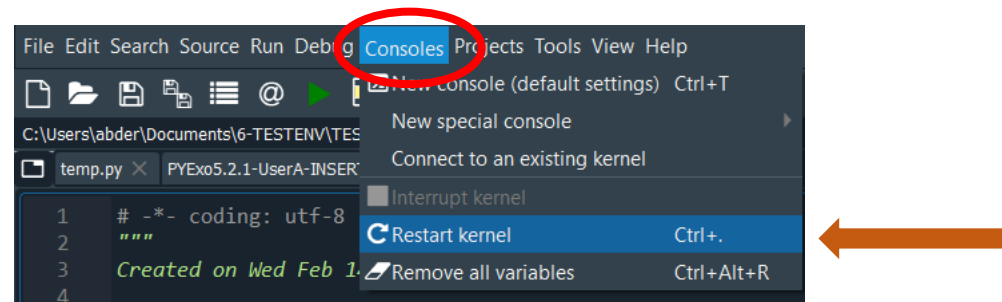 File Edit Search Source Run Debug Consoles Projects Tools View Help
New console (default settings) Ctrl+T
C:\Users\abder\Documents\6-TESTENV\TES
New special console
temp.py PYExo5.2.1-UserA-INSER
Connect to an existing kernel
Interrupt kernel
1 # -*- coding: utf-8
Restart kernel Ctrl+.
2 """
3 Created on Wed Feb 14
Remove all variables Ctrl+Alt+R
4